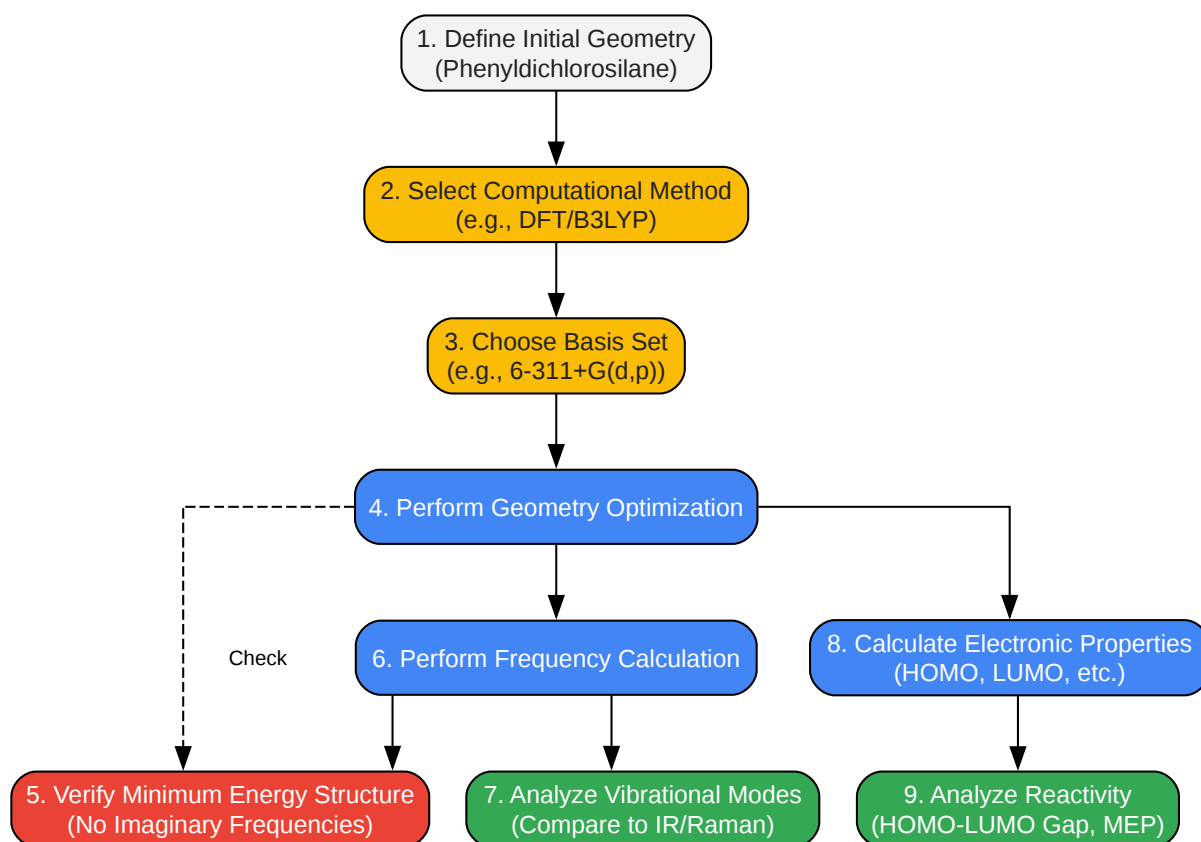 1. Define Initial Geometry
(Phenyldichlorosilane)
2. Select Computational Method
(e.g., DFT/B3LYP)
3. Choose Basis Set
(e.g., 6-311+G(d,p))
4. Perform Geometry Optimization
Check
6. Perform Frequency Calculation
8. Calculate Electronic Properties
(HOMO, LUMO, etc.)
5. Verify Minimum Energy Structure
(No Imaginary Frequencies)
7. Analyze Vibrational Modes
(Compare to IR/Raman)
9. Analyze Reactivity
(HOMO-LUMO Gap, MEP)